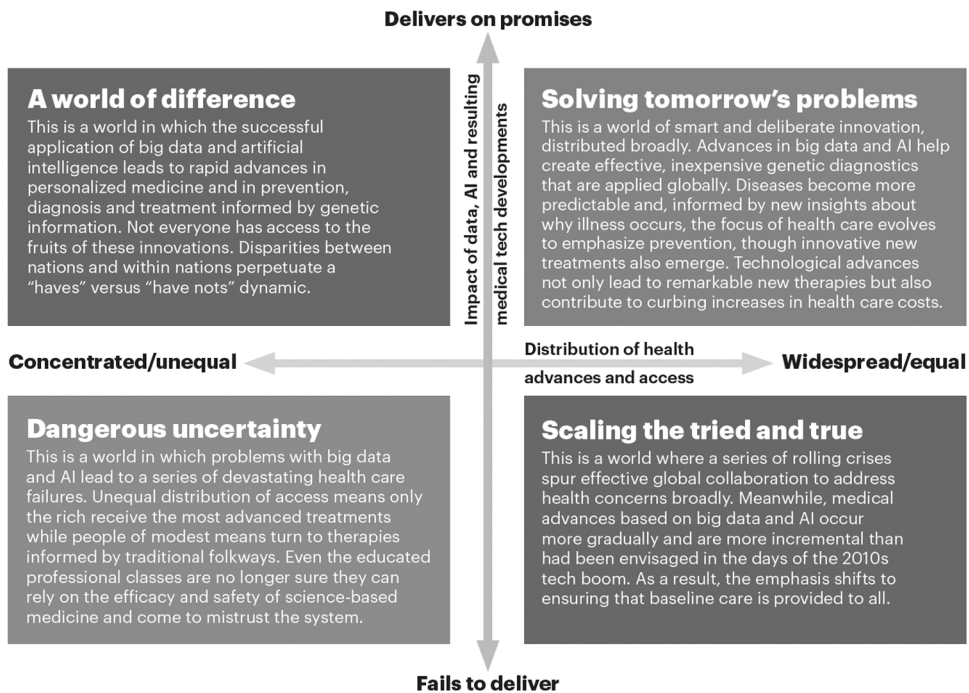 Delivers on promises
A world of difference
This is a world in which the successful
application of big data and artificial
intelligence leads to rapid advances in
personalized medicine and in prevention,
diagnosis and treatment informed by genetic
information. Not everyone has access to the
fruits of these innovations. Disparities between
nations and within nations perpetuate a
“haves” versus “have nots” dynamic.
Impact of data, AI and resulting
medical tech developments
Solving tomorrow’s problems
This is a world of smart and deliberate innovation,
distributed broadly. Advances in big data and AI help
create effective, inexpensive genetic diagnostics
that are applied globally. Diseases become more
predictable and, informed by new insights about
why illness occurs, the focus of health care evolves
to emphasize prevention, though innovative new
treatments also emerge. Technological advances
not only lead to remarkable new therapies but also
contribute to curbing increases in health care costs.
Concentrated/unequal
Distribution of health
advances and access
Widespread/equal
Dangerous uncertainty
This is a world in which problems with big data
and AI lead to a series of devastating health care
failures. Unequal distribution of access means only
the rich receive the most advanced treatments
while people of modest means turn to therapies
informed by traditional folkways. Even the educated
professional classes are no longer sure they can
rely on the efficacy and safety of science-based
medicine and come to mistrust the system.
Scaling the tried and true
This is a world where a series of rolling crises
spur effective global collaboration to address
health concerns broadly. Meanwhile, medical
advances based on big data and AI occur
more gradually and are more incremental than
had been envisaged in the days of the 2010s
tech boom. As a result, the emphasis shifts to
ensuring that baseline care is provided to all.
Fails to deliver